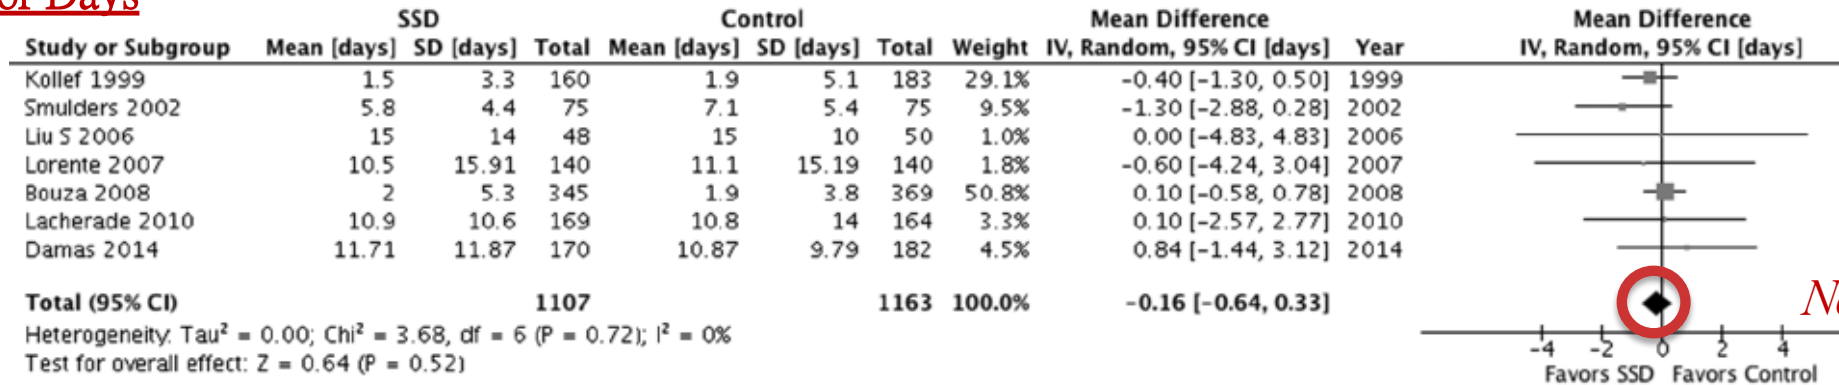 or Days
SSD Control Mean Difference Mean Difference
Study or Subgroup Mean [days] SD [days] Total Mean [days] SD [days] Total Weight IV, Random, 95% CI [days] Year IV, Random, 95% CI [days]
Kollef 1999 1.5 3.3 160 1.9 5.1 183 29.1% -0.40 [-1.30, 0.50] 1999
Smulders 2002 5.8 4.4 75 7.1 5.4 75 9.5% -1.30 [-2.88, 0.28] 2002
Liu S 2006 15 14 48 15 10 50 1.0% 0.00 [-4.83, 4.83] 2006
Lorente 2007 10.5 15.91 140 11.1 15.19 140 1.8% -0.60 [-4.24, 3.04] 2007
Bouza 2008 2 5.3 345 1.9 3.8 369 50.8% 0.10 [-0.58, 0.78] 2008
Lacherade 2010 10.9 10.6 169 10.8 14 164 3.3% 0.10 [-2.57, 2.77] 2010
Damas 2014 11.71 11.87 170 10.87 9.79 182 4.5% 0.84 [-1.44, 3.12] 2014
Total (95% CI) 1107 1163 100.0% -0.16 [-0.64, 0.33]
Heterogeneity: Tau² = 0.00; Chi² = 3.68, df = 6 (P = 0.72); I² = 0%
Test for overall effect: Z = 0.64 (P = 0.52)
-4 -2 0 2 4
Favors SSD Favors Control